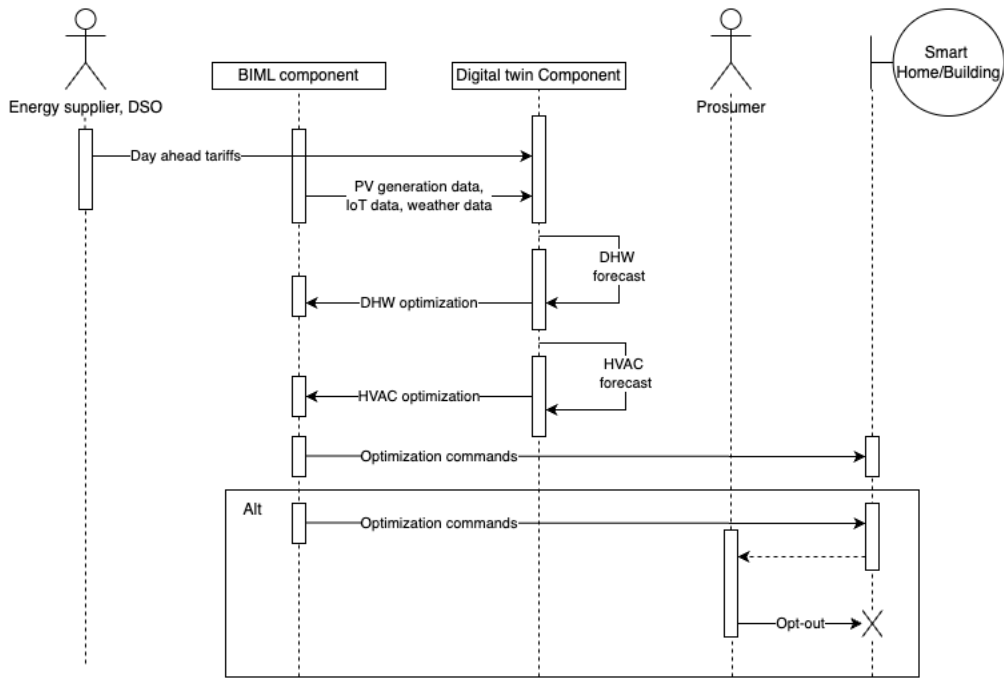 Smart
Home/Building
BIML component
Digital twin Component
Energy supplier, DSO
Prosumer
Day ahead tariffs
PV generation data,
IoT data, weather data
DHW
forecast
DHW optimization
HVAC
forecast
HVAC optimization
Optimization commands
Alt
Optimization commands
Opt-out